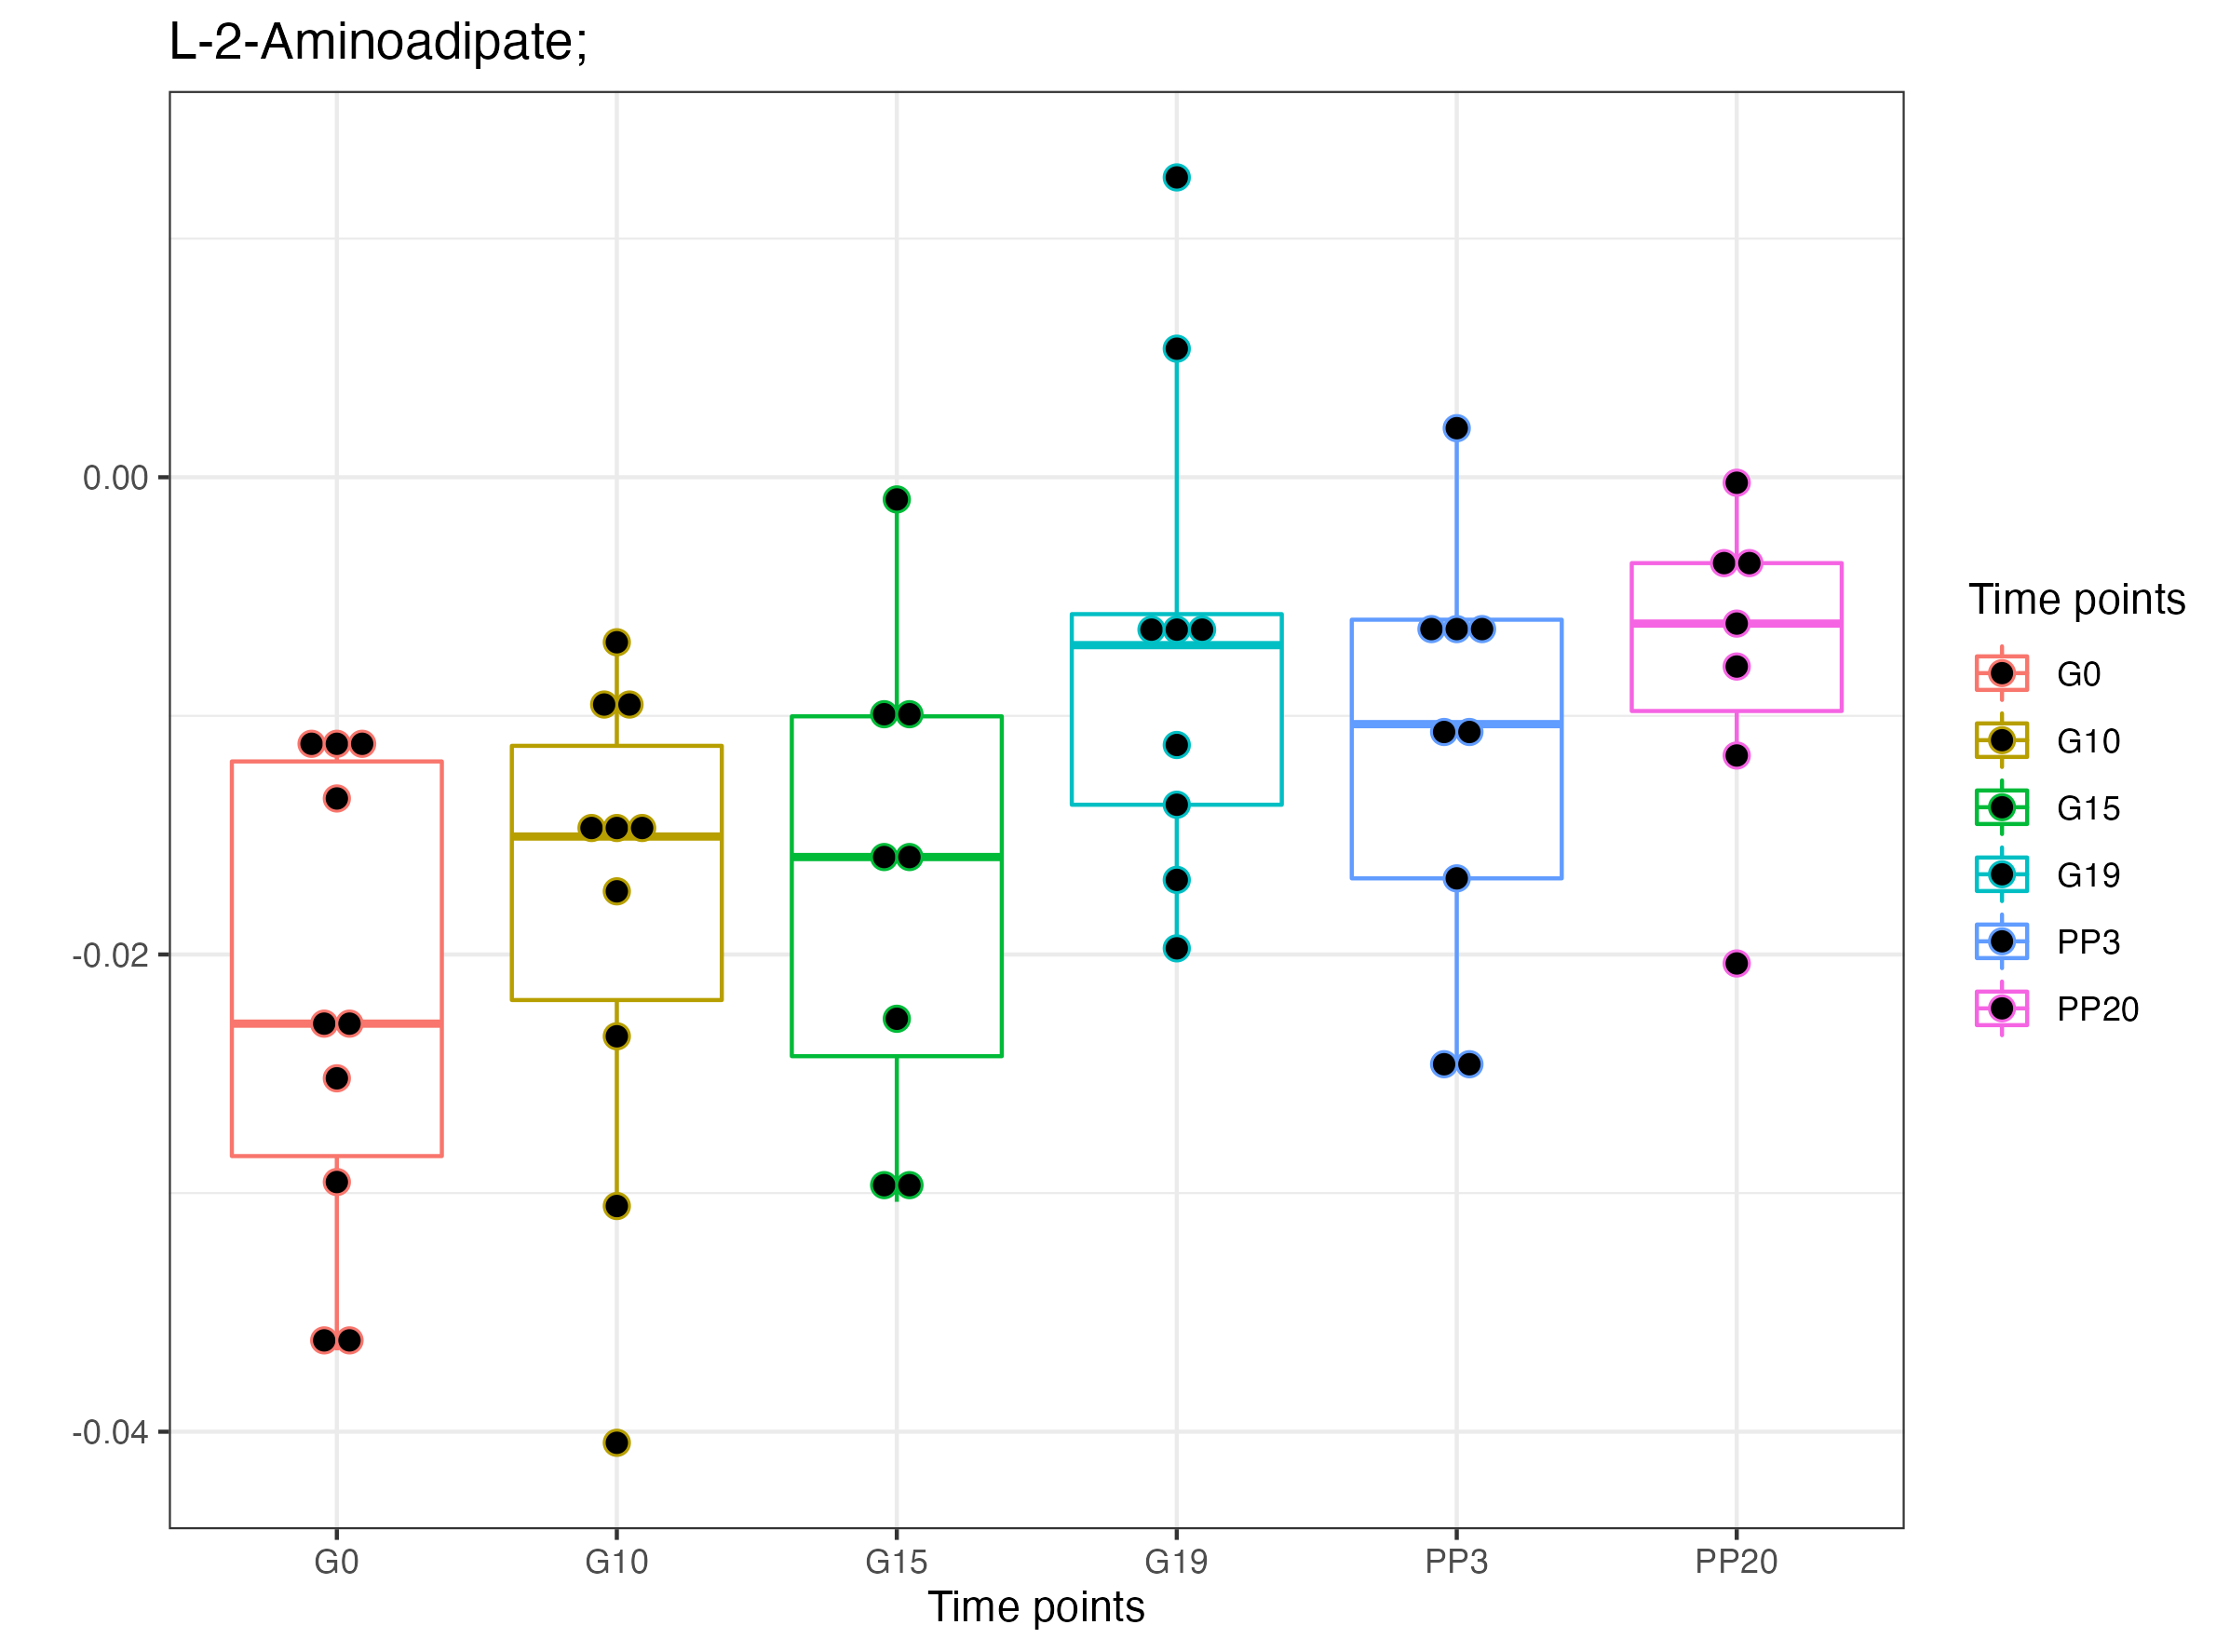 L-2-Aminoadipate;
0.00
-0.02
-0.04
G0 G10 G15 G19 PP3 PP20
Time points
Time points
G0
G10
G15
G19
PP3
PP20